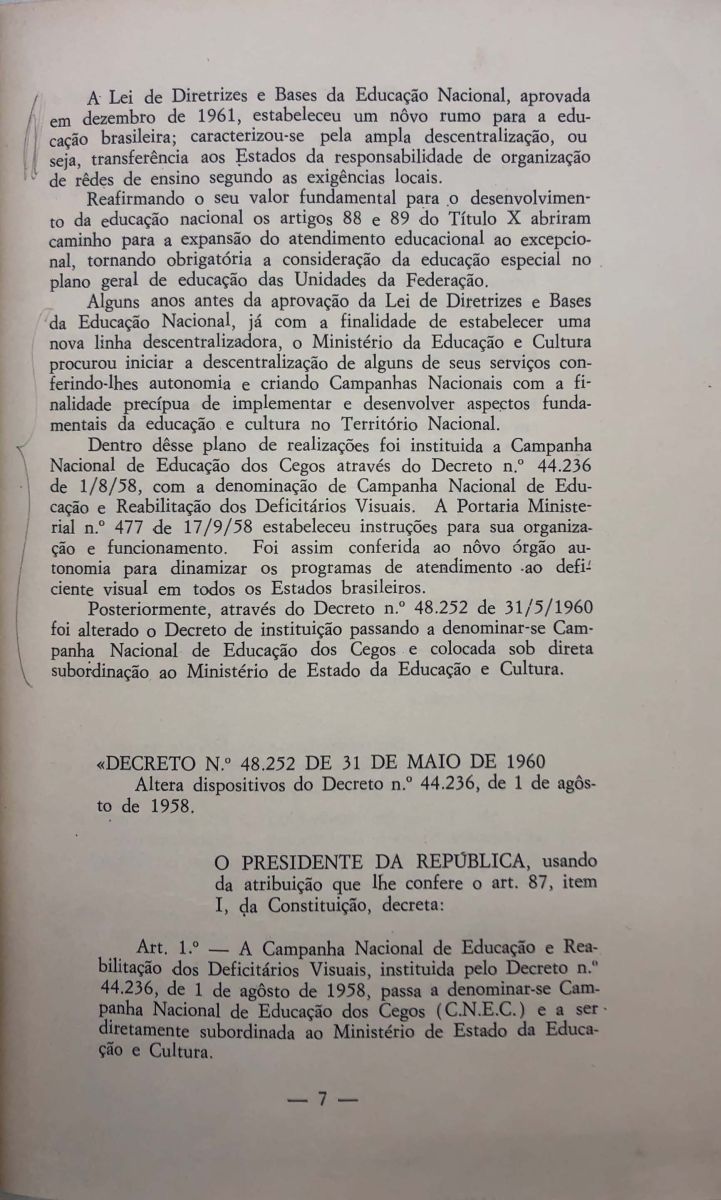 A Lei de Diretrizes e Bases da Educação Nacional, aprovada
em dezembro de 1961, estabeleceu um nôvo rumo para a edu-
cação brasileira; caracterizou-se pela ampla descentralização, ou
seja, transferência aos Estados da responsabilidade de organização
de rêdes de ensino segundo as exigências locais.
Reafirmando o seu valor fundamental para o desenvolvimen-
to da educação nacional os artigos 88 e 89 do Título X abriram
caminho para a expansão do atendimento educacional ao excepcio-
nal, tornando obrigatória a consideração da educação especial no
plano geral de educação das Unidades da Federação.
Alguns anos antes da aprovação da Lei de Diretrizes e Bases
da Educação Nacional, já com a finalidade de estabelecer uma
nova linha descentralizadora, o Ministério da Educação e Cultura
procurou iniciar a descentralização de alguns de seus serviços con-
ferindo-lhes autonomia e criando Campanhas Nacionais com a fi-
nalidade precípua de implementar e desenvolver aspectos funda-
mentais da educação e cultura no Território Nacional.
Dentro dêsse plano de realizações foi instituida a Campanha
Nacional de Educação dos Cegos através do Decreto n.º 44.236
de 1/8/58, com a denominação de Campanha Nacional de Edu-
cação e Reabilitação dos Deficitários Visuais. A Portaria Ministe-
rial n.º 477 de 17/9/58 estabeleceu instruções para sua organiza-
ção e funcionamento. Foi assim conferida ao nôvo órgão au-
tonomia para dinamizar os programas de atendimento ao defi-
ciente visual em todos os Estados brasileiros.
Posteriormente, através do Decreto n.º 48.252 de 31/5/1960
foi alterado o Decreto de instituição passando a denominar-se Cam-
panha Nacional de Educação dos Cegos e colocada sob direta
subordinação ao Ministério de Estado da Educação e Cultura.
«DECRETO N.º 48.252 DE 31 DE MAIO DE 1960
Altera dispositivos do Decreto n.º 44.236, de 1 de agôs-
to de 1958.
O PRESIDENTE DA REPÚBLICA, usando
da atribuição que lhe confere o art. 87, item
I, da Constituição, decreta:
Art. 1.º — A Campanha Nacional de Educação e Rea-
bilitação dos Deficitários Visuais, instituida pelo Decreto n.º
44.236, de 1 de agôsto de 1958, passa a denominar-se Cam-
panha Nacional de Educação dos Cegos (C.N.E.C.) e a ser
diretamente subordinada ao Ministério de Estado da Educa-
ção e Cultura.
— 7 —